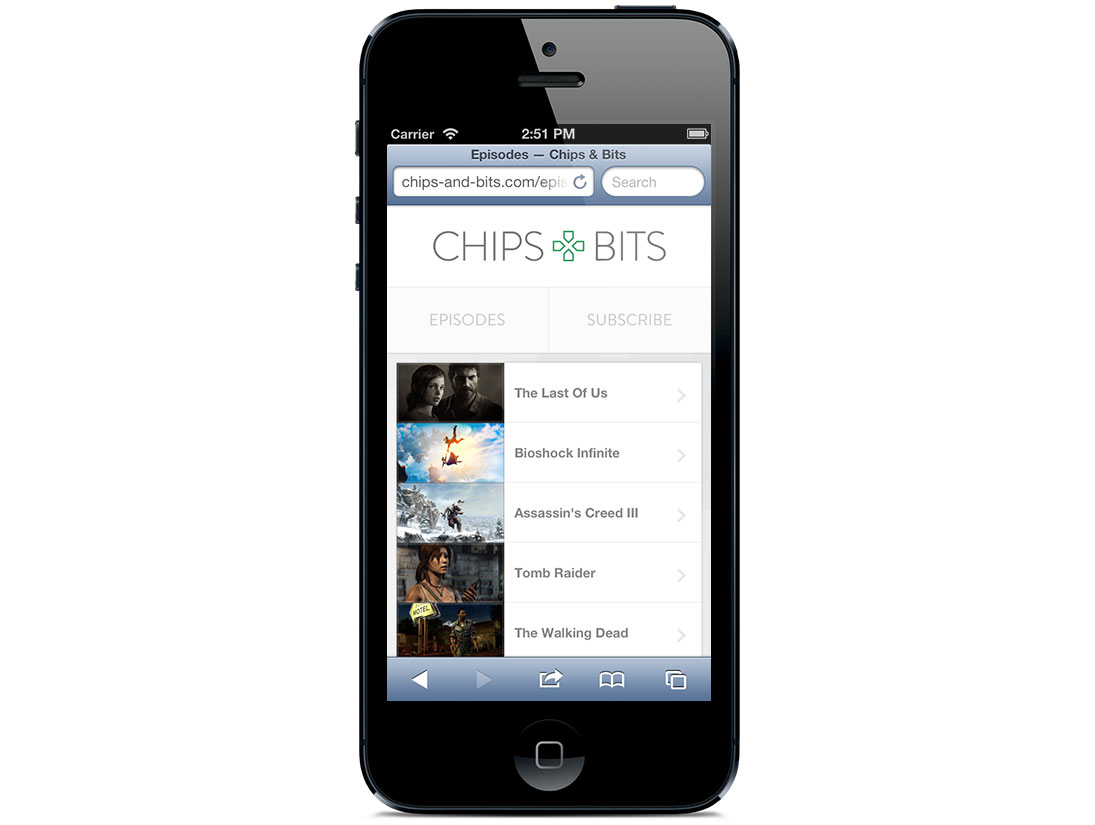 Carrier 2:51 PM
Episodes — Chips & Bits
chips-and-bits.com/epis Search
CHIPS BITS
EPISODES SUBSCRIBE
The Last Of Us
Bioshock Infinite
Assassin's Creed III
Tomb Raider
MOTEL
The Walking Dead